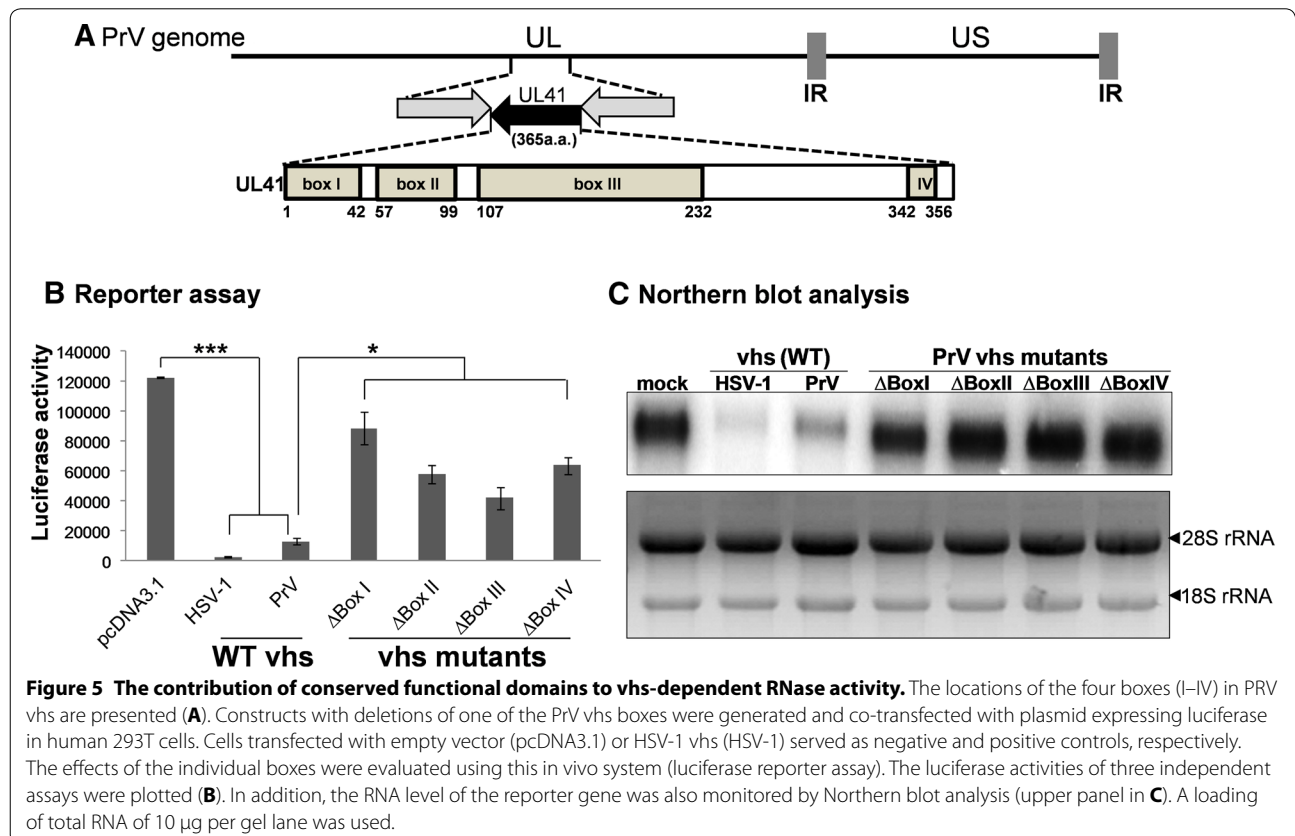 A PrV genome
UL
US
IR
IR
UL41
(365a.a.)
UL41 box I box II box III IV
1 42 57 99 107 232 342 356
B Reporter assay
Luciferase activity
140000
120000
100000
80000
60000
40000
20000
0
***
*
pcDNA3.1 HSV-1 PrV ΔBox I ΔBox II ΔBox III ΔBox IV
WT vhs vhs mutants
C Northern blot analysis
vhs (WT) PrV vhs mutants
mock HSV-1 PrV ΔBoxI ΔBoxII ΔBoxIII ΔBoxIV
◄28S rRNA
◄18S rRNA
Figure 5 The contribution of conserved functional domains to vhs-dependent RNase activity. The locations of the four boxes (I–IV) in PRV
vhs are presented (A). Constructs with deletions of one of the PrV vhs boxes were generated and co-transfected with plasmid expressing luciferase
in human 293T cells. Cells transfected with empty vector (pcDNA3.1) or HSV-1 vhs (HSV-1) served as negative and positive controls, respectively.
The effects of the individual boxes were evaluated using this in vivo system (luciferase reporter assay). The luciferase activities of three independent
assays were plotted (B). In addition, the RNA level of the reporter gene was also monitored by Northern blot analysis (upper panel in C). A loading
of total RNA of 10 µg per gel lane was used.